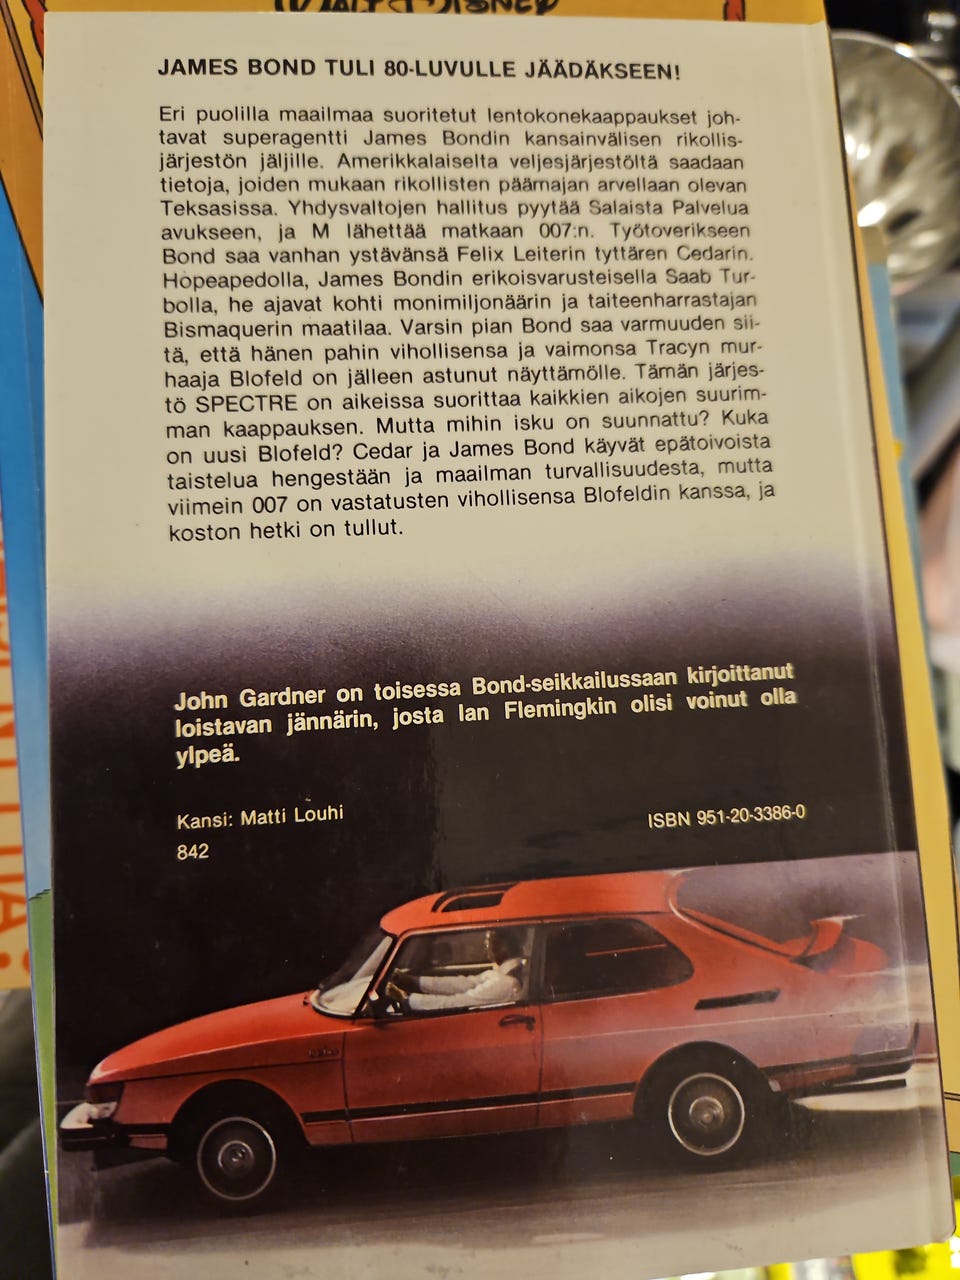 WALT DISNEY
JAMES BOND TULI 80-LUVULLE JÄÄDÄKSEEN!
Eri puolilla maailmaa suoritetut lentokonekaappaukset joh-
tavat superagentti James Bondin kansainvälisen rikollis-
järjestön jäljille. Amerikkalaiselta veljesjärjestöltä saadaan
tietoja, joiden mukaan rikollisten päämajan arvellaan olevan
Teksasissa. Yhdysvaltojen hallitus pyytää Salaista Palvelua
avukseen, ja M lähettää matkaan 007:n. Työtoverikseen
Bond saa vanhan ystävänsä Felix Leiterin tyttären Cedarin.
Hopeapedolla, James Bondin erikoisvarusteisella Saab Tur-
bolla, he ajavat kohti monimiljonäärin ja taiteenharrastajan
Bismaquerin maatilaa. Varsin pian Bond saa varmuuden sii-
tä, että hänen pahin vihollisensa ja vaimonsa Tracyn mur-
haaja Blofeld on jälleen astunut näyttämölle. Tämän järjes-
tö SPECTRE on aikeissa suorittaa kaikkien aikojen suurim-
man kaappauksen. Mutta mihin isku on suunnattu? Kuka
on uusi Blofeld? Cedar ja James Bond käyvät epätoivoista
taistelua hengestään ja maailman turvallisuudesta, mutta
viimein 007 on vastatusten vihollisensa Blofeldin kanssa, ja
koston hetki on tullut.
John Gardner on toisessa Bond-seikkailussaan kirjoittanut
loistavan jännärin, josta Ian Flemingkin olisi voinut olla
ylpeä.
Kansi: Matti Louhi
ISBN 951-20-3386-0
842